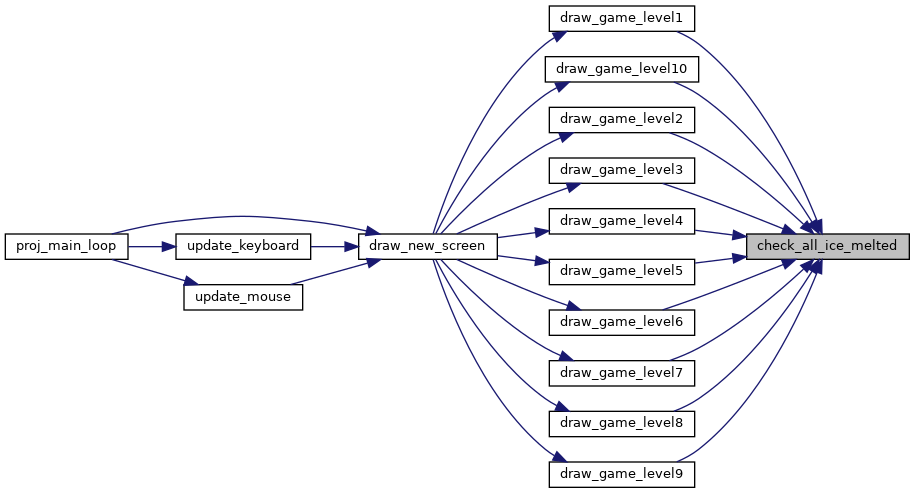 draw_game_level1
draw_game_level10
draw_game_level2
draw_game_level3
draw_game_level4
proj_main_loop
update_keyboard
draw_new_screen
check_all_ice_melted
draw_game_level5
update_mouse
draw_game_level6
draw_game_level7
draw_game_level8
draw_game_level9